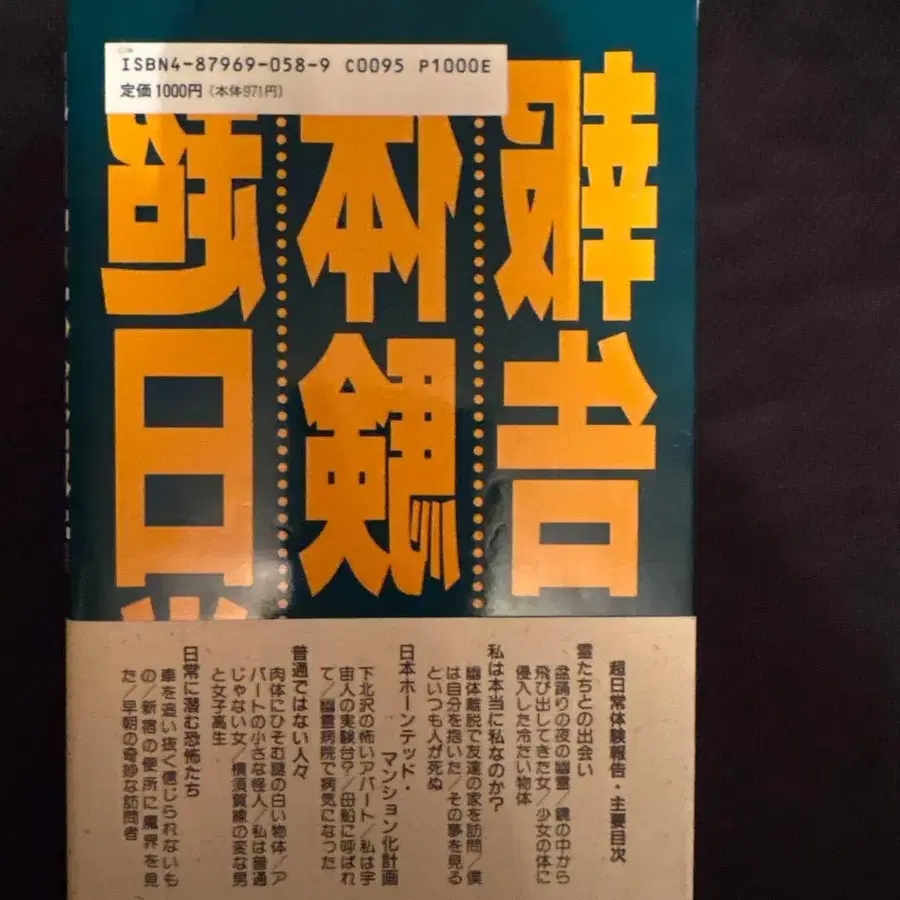 ISBN4-87969-058-9 C0095 P1000E
定価1000円(本体971円)
超日常
体験
報告
超日常体験報告・主要目次
霊たちとの出会い
盆踊りの夜の幽霊/鏡の中から
飛び出してきた女/少女の体に
侵入した冷たい物体
私は本当に私なのか?
幽体離脱で友達の家を訪問/僕
は自分を抱いた/その夢を見る
といつも人が死ぬ
日本ホーンテッド・
マンション化計画
下北沢の怖いアパート/私は宇
宙人の実験台?/母船に呼ばれ
て/幽霊病院で病気になった
普通ではない人々
肉体にひそむ謎の白い物体/ア
パートの小さな怪人/私は普通
じゃない女/横須賀線の変な男
と女子高生
日常に潜む恐怖たち
車を追い抜く信じられないも
の/新宿の便所に魔界を見
た/早朝の奇妙な訪問者